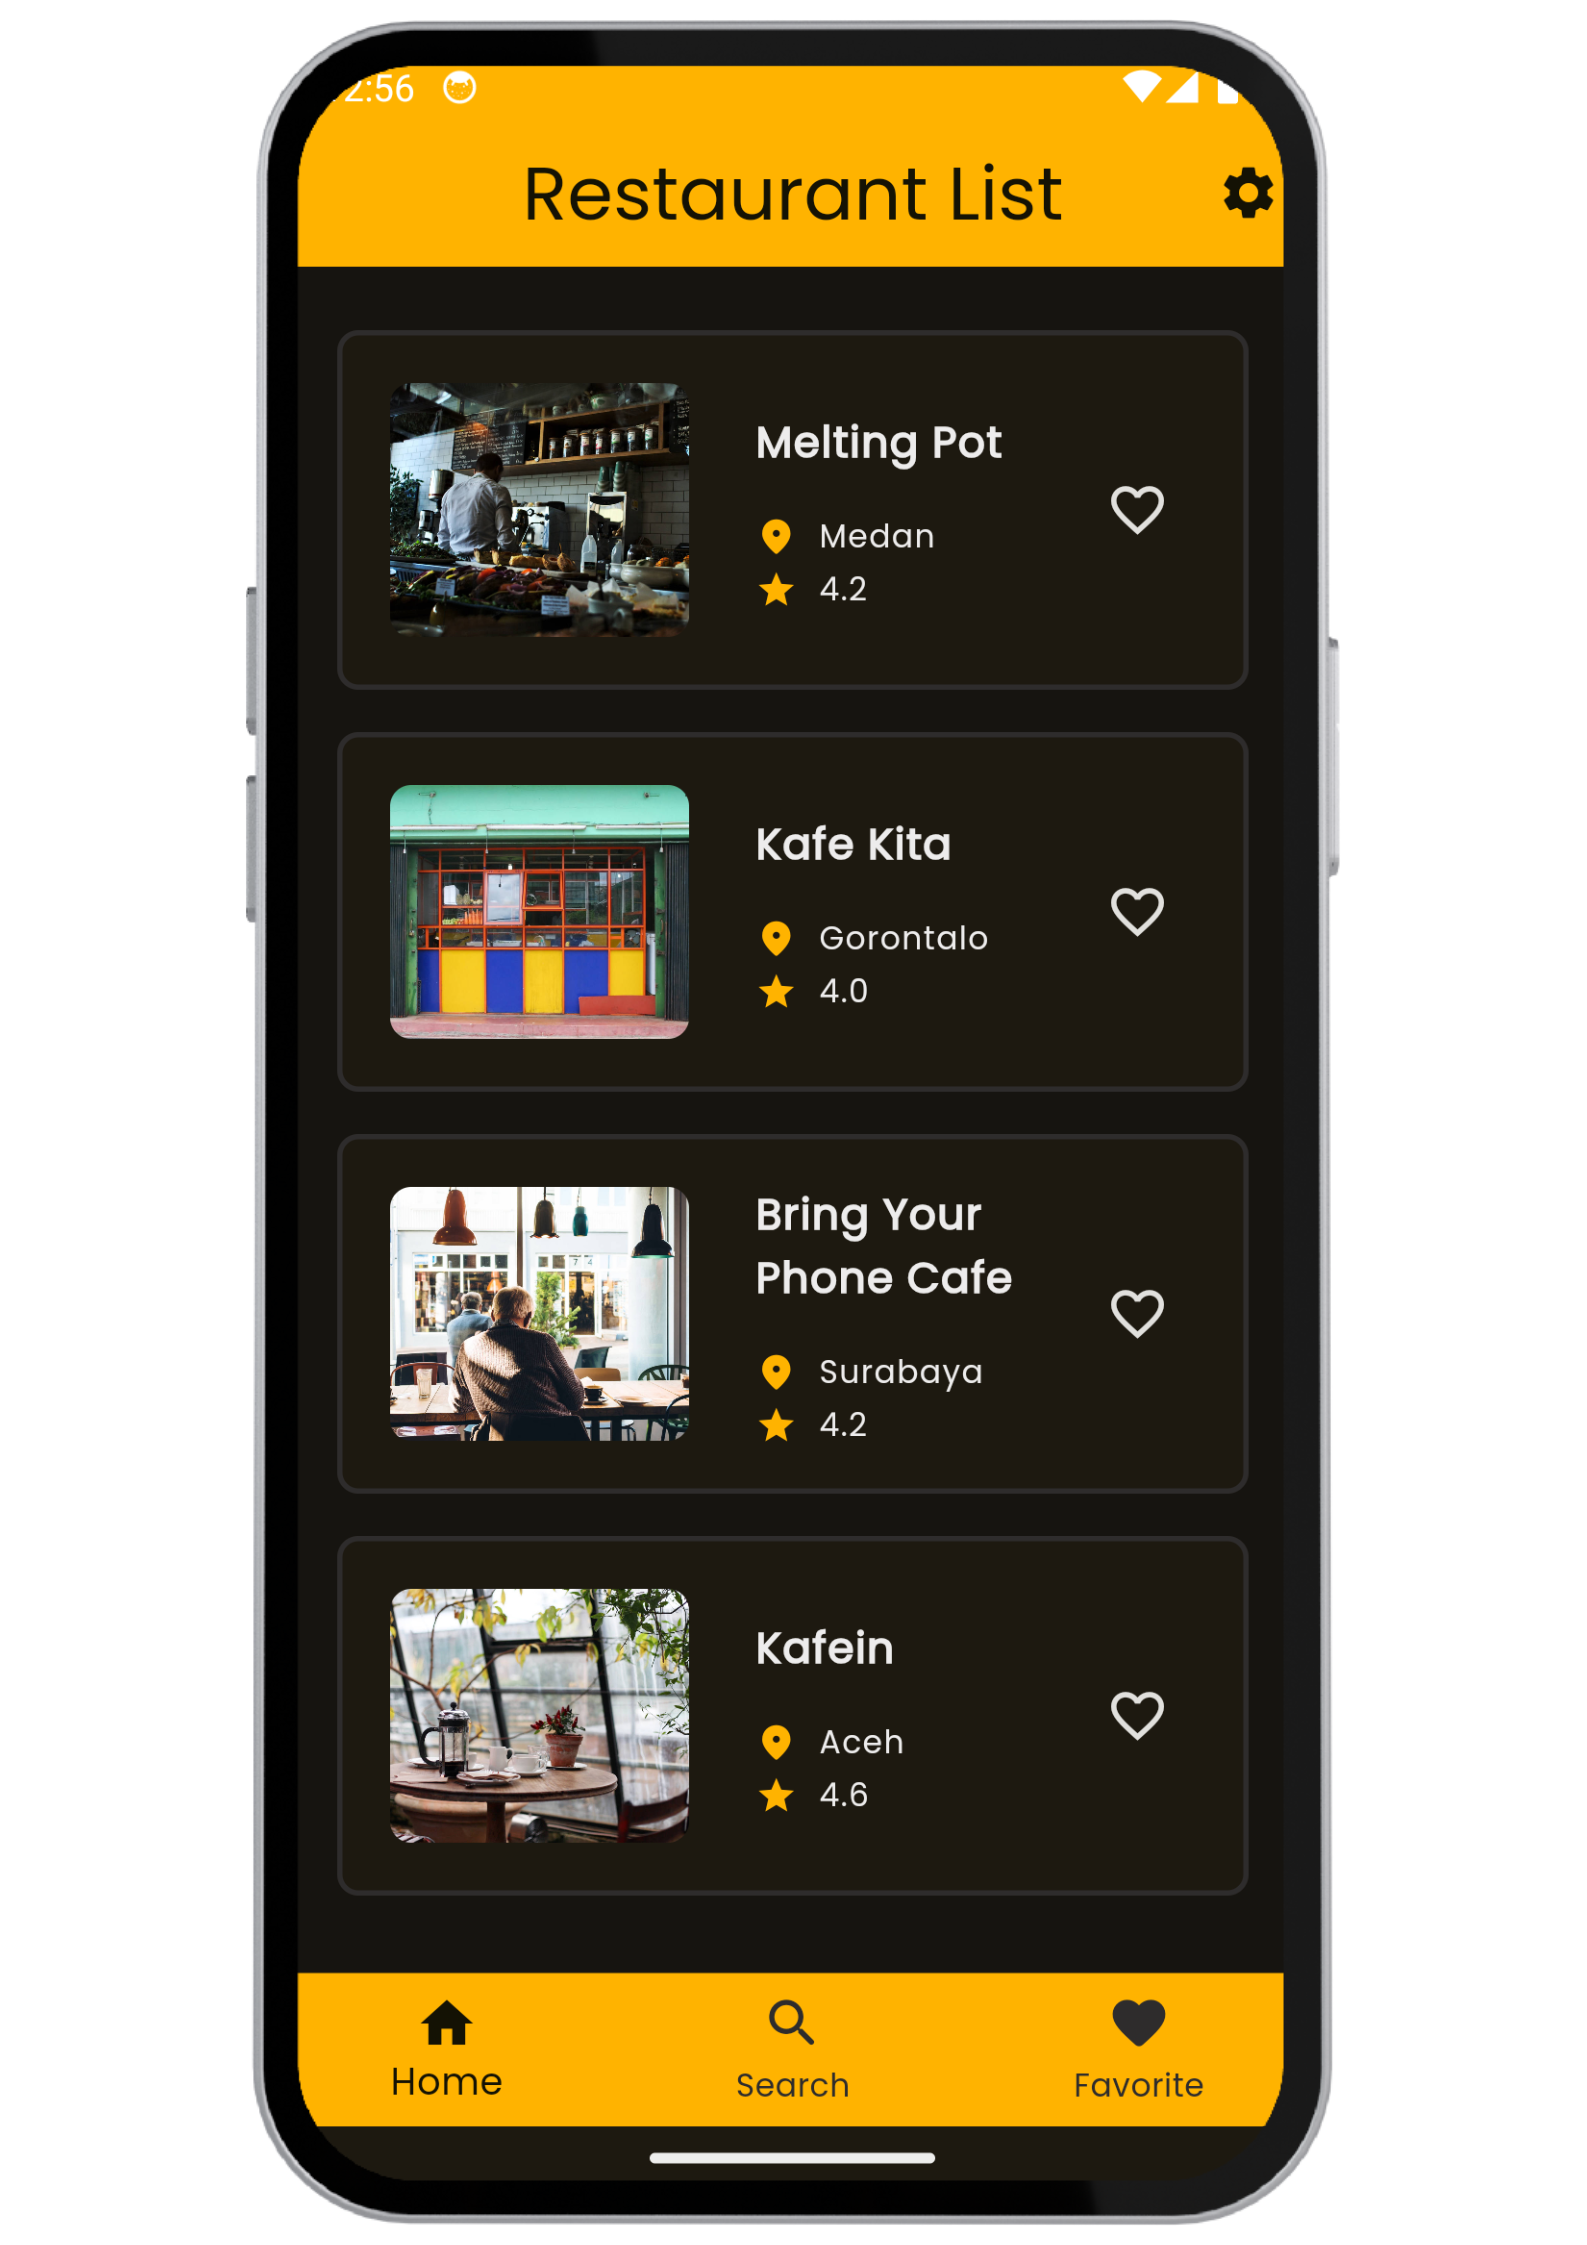 2:56
Restaurant List
Melting Pot
Medan
4.2
Kafe Kita
Gorontalo
4.0
Bring Your
Phone Cafe
Surabaya
4.2
Kafein
Aceh
4.6
Home
Search
Favorite